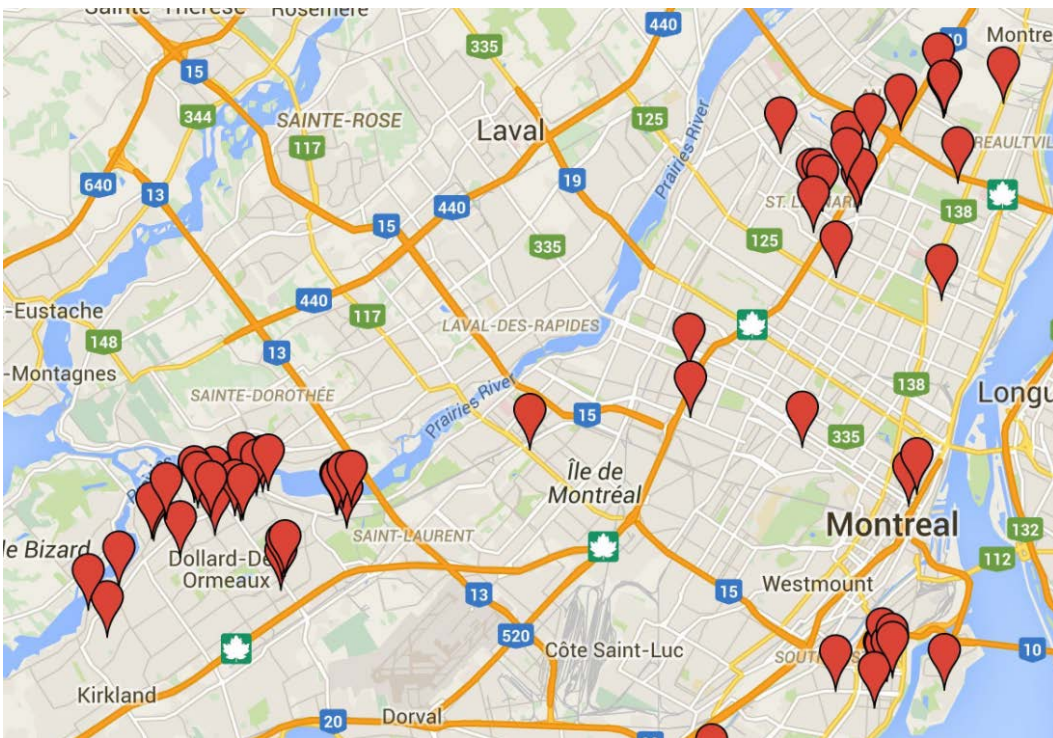 Sainte-Thérèse
Rosemère
440
40
Montre
335
15
344
SAINTE-ROSE
Laval
125
Prairies River
117
REAULTVIL
640
13
19
440
ST. LEONARD
138
15
335
125
-Eustache
440
117
LAVAL-DES-RAPIDES
148
13
-Montagnes
SAINTE-DOROTHÉE
Prairies River
138
Longu
15
335
Île de
Montréal
le Bizard
SAINT-LAURENT
Montreal
132
Dollard-De
Ormeaux
112
Westmount
13
15
520
Côte Saint-Luc
10
Kirkland
Dorval
20